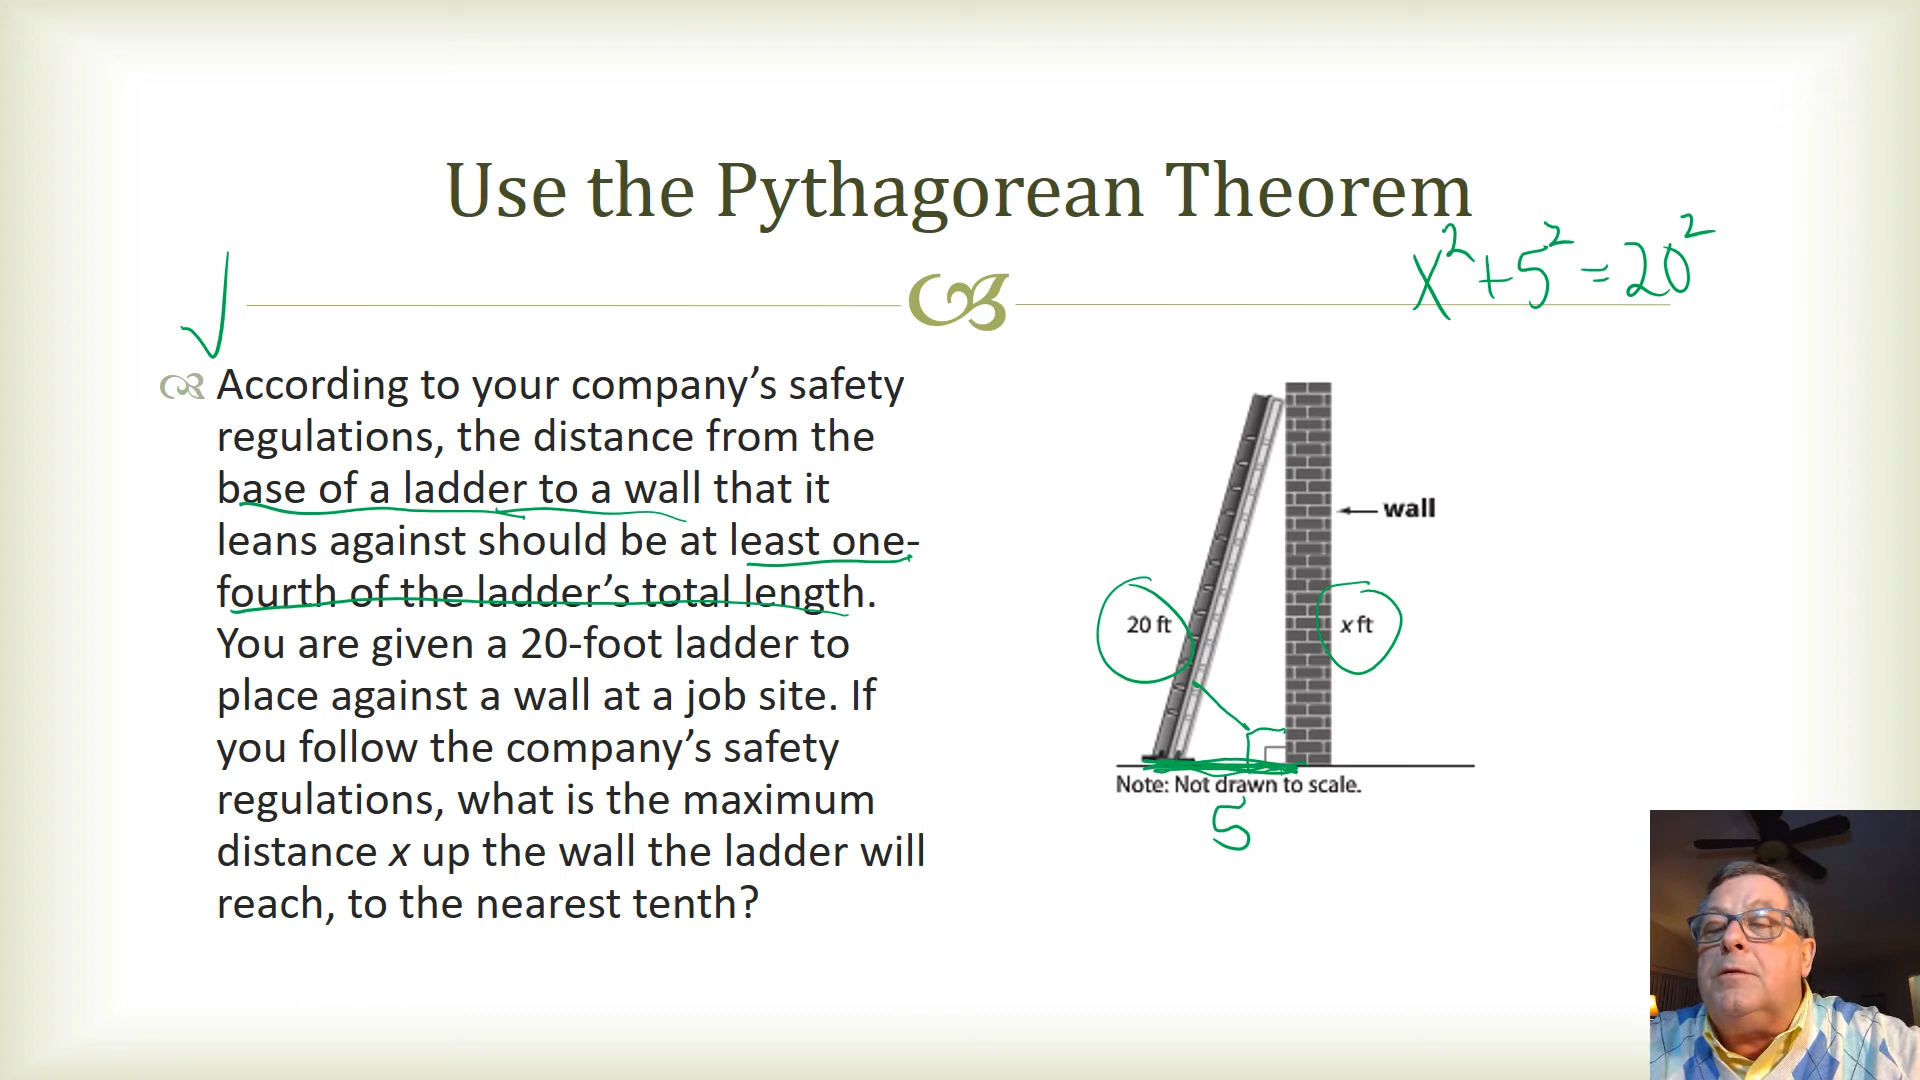 Use the Pythagorean Theorem
x² + 5² = 20²
According to your company’s safety
regulations, the distance from the
base of a ladder to a wall that it
leans against should be at least one-
fourth of the ladder’s total length.
You are given a 20-foot ladder to
place against a wall at a job site. If
you follow the company’s safety
regulations, what is the maximum
distance x up the wall the ladder will
reach, to the nearest tenth?
wall
20 ft
x ft
Note: Not drawn to scale.
5